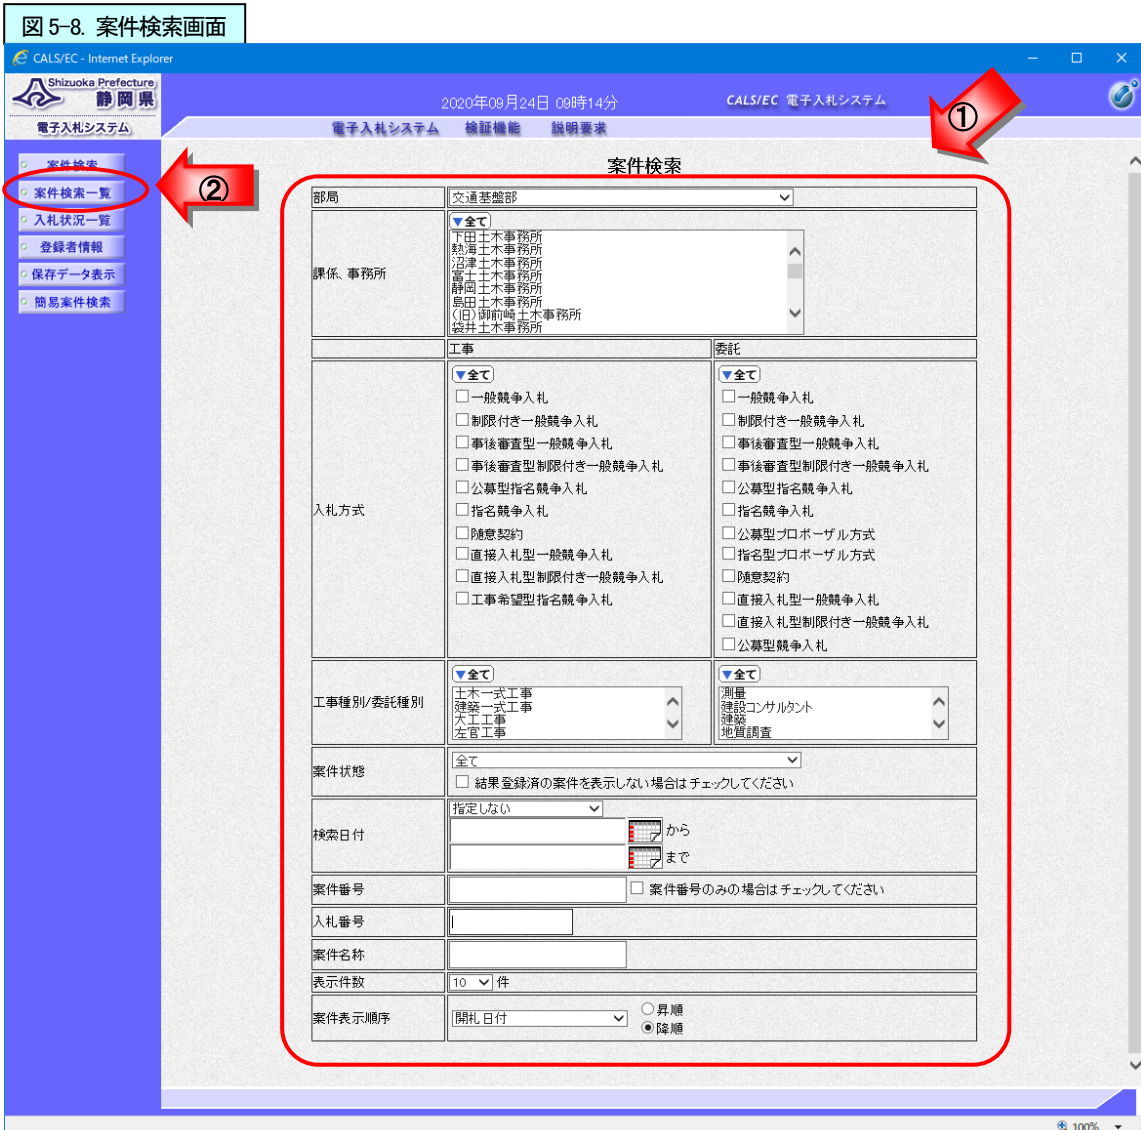 図 5-8. 案件検索画面
CALS/EC - Internet Explorer
Shizuoka Prefecture
静岡県
電子入札システム
2020年09月24日 09時14分
CALS/EC 電子入札システム
電子入札システム 検証機能 説明要求
①
②
案件検索
案件検索一覧
入札状況一覧
登録者情報
保存データ表示
簡易案件検索
案件検索
部局
交通基盤部
課係、事務所
▼全て
下田土木事務所
熱海土木事務所
沼津土木事務所
富士土木事務所
静岡土木事務所
島田土木事務所
(旧)御前崎土木事務所
袋井土木事務所
工事 委託
入札方式
▼全て
一般競争入札
制限付き一般競争入札
事後審査型一般競争入札
事後審査型制限付き一般競争入札
公募型指名競争入札
指名競争入札
随意契約
直接入札型一般競争入札
直接入札型制限付き一般競争入札
工事希望型指名競争入札
▼全て
一般競争入札
制限付き一般競争入札
事後審査型一般競争入札
事後審査型制限付き一般競争入札
公募型指名競争入札
指名競争入札
公募型プロポーザル方式
指名型プロポーザル方式
随意契約
直接入札型一般競争入札
直接入札型制限付き一般競争入札
公募型競争入札
工事種別/委託種別
▼全て
土木一式工事
建築一式工事
大工工事
左官工事
▼全て
測量
建設コンサルタント
建築
地質調査
案件状態
全て
結果登録済の案件を表示しない場合はチェックしてください
検索日付
指定しない
から
まで
案件番号
案件番号のみの場合はチェックしてください
入札番号
案件名称
表示件数
10 件
案件表示順序
開札日付
昇順
降順
100%